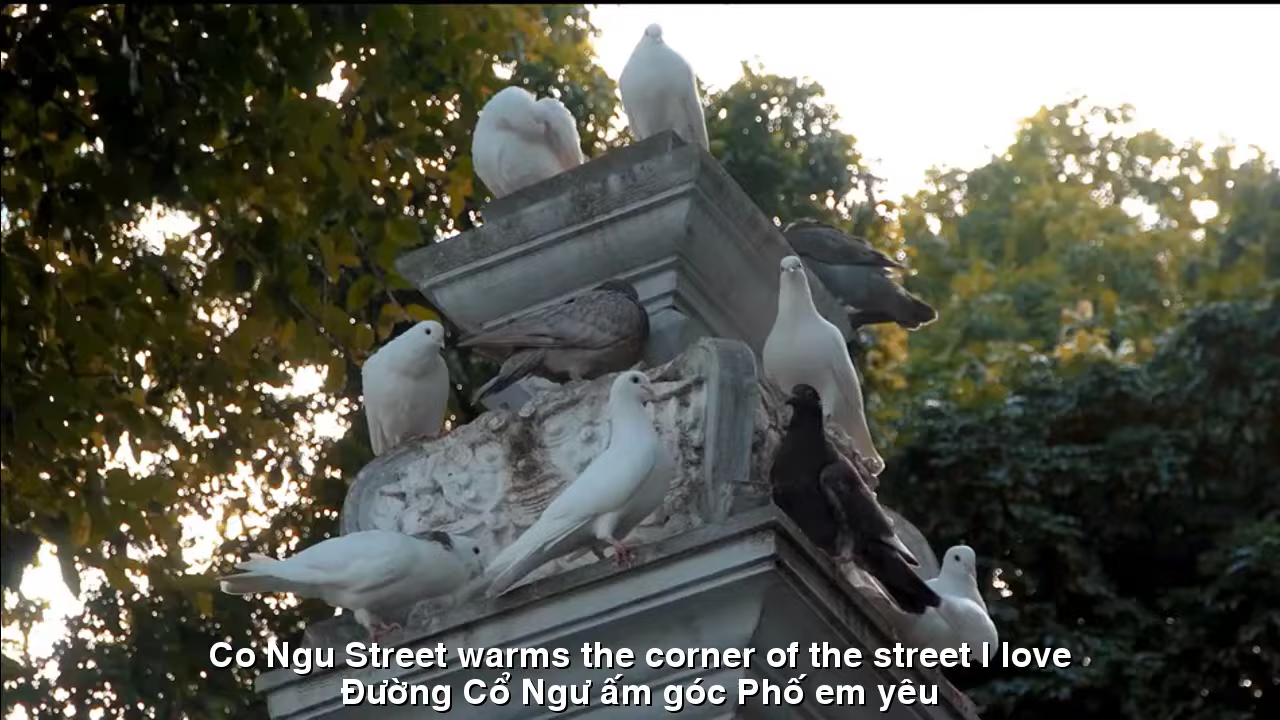 Co Ngu Street warms the corner of the street I love
Đường Cổ Ngư ấm góc Phố em yêu